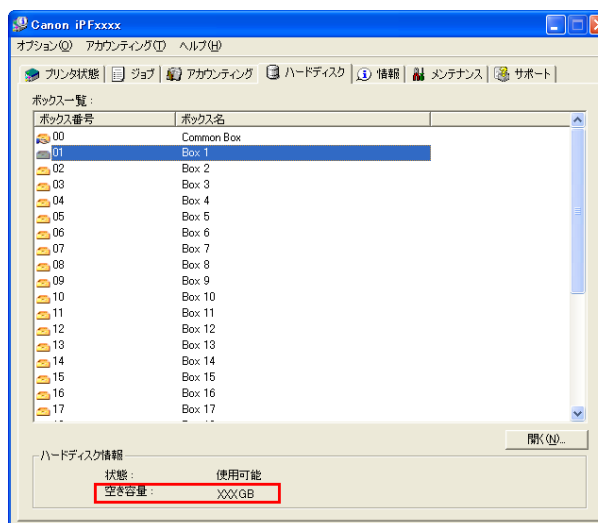 Canon iPFxxxx
オプション(O) アカウンティング(T) ヘルプ(H)
プリンタ状態 ジョブ アカウンティング ハードディスク 情報 メンテナンス サポート
ボックス一覧 :
ボックス番号 ボックス名
00 Common Box
01 Box 1
02 Box 2
03 Box 3
04 Box 4
05 Box 5
06 Box 6
07 Box 7
08 Box 8
09 Box 9
10 Box 10
11 Box 11
12 Box 12
13 Box 13
14 Box 14
15 Box 15
16 Box 16
17 Box 17
開く(N)...
ハードディスク情報
状態 : 使用可能
空き容量 : XXXGB